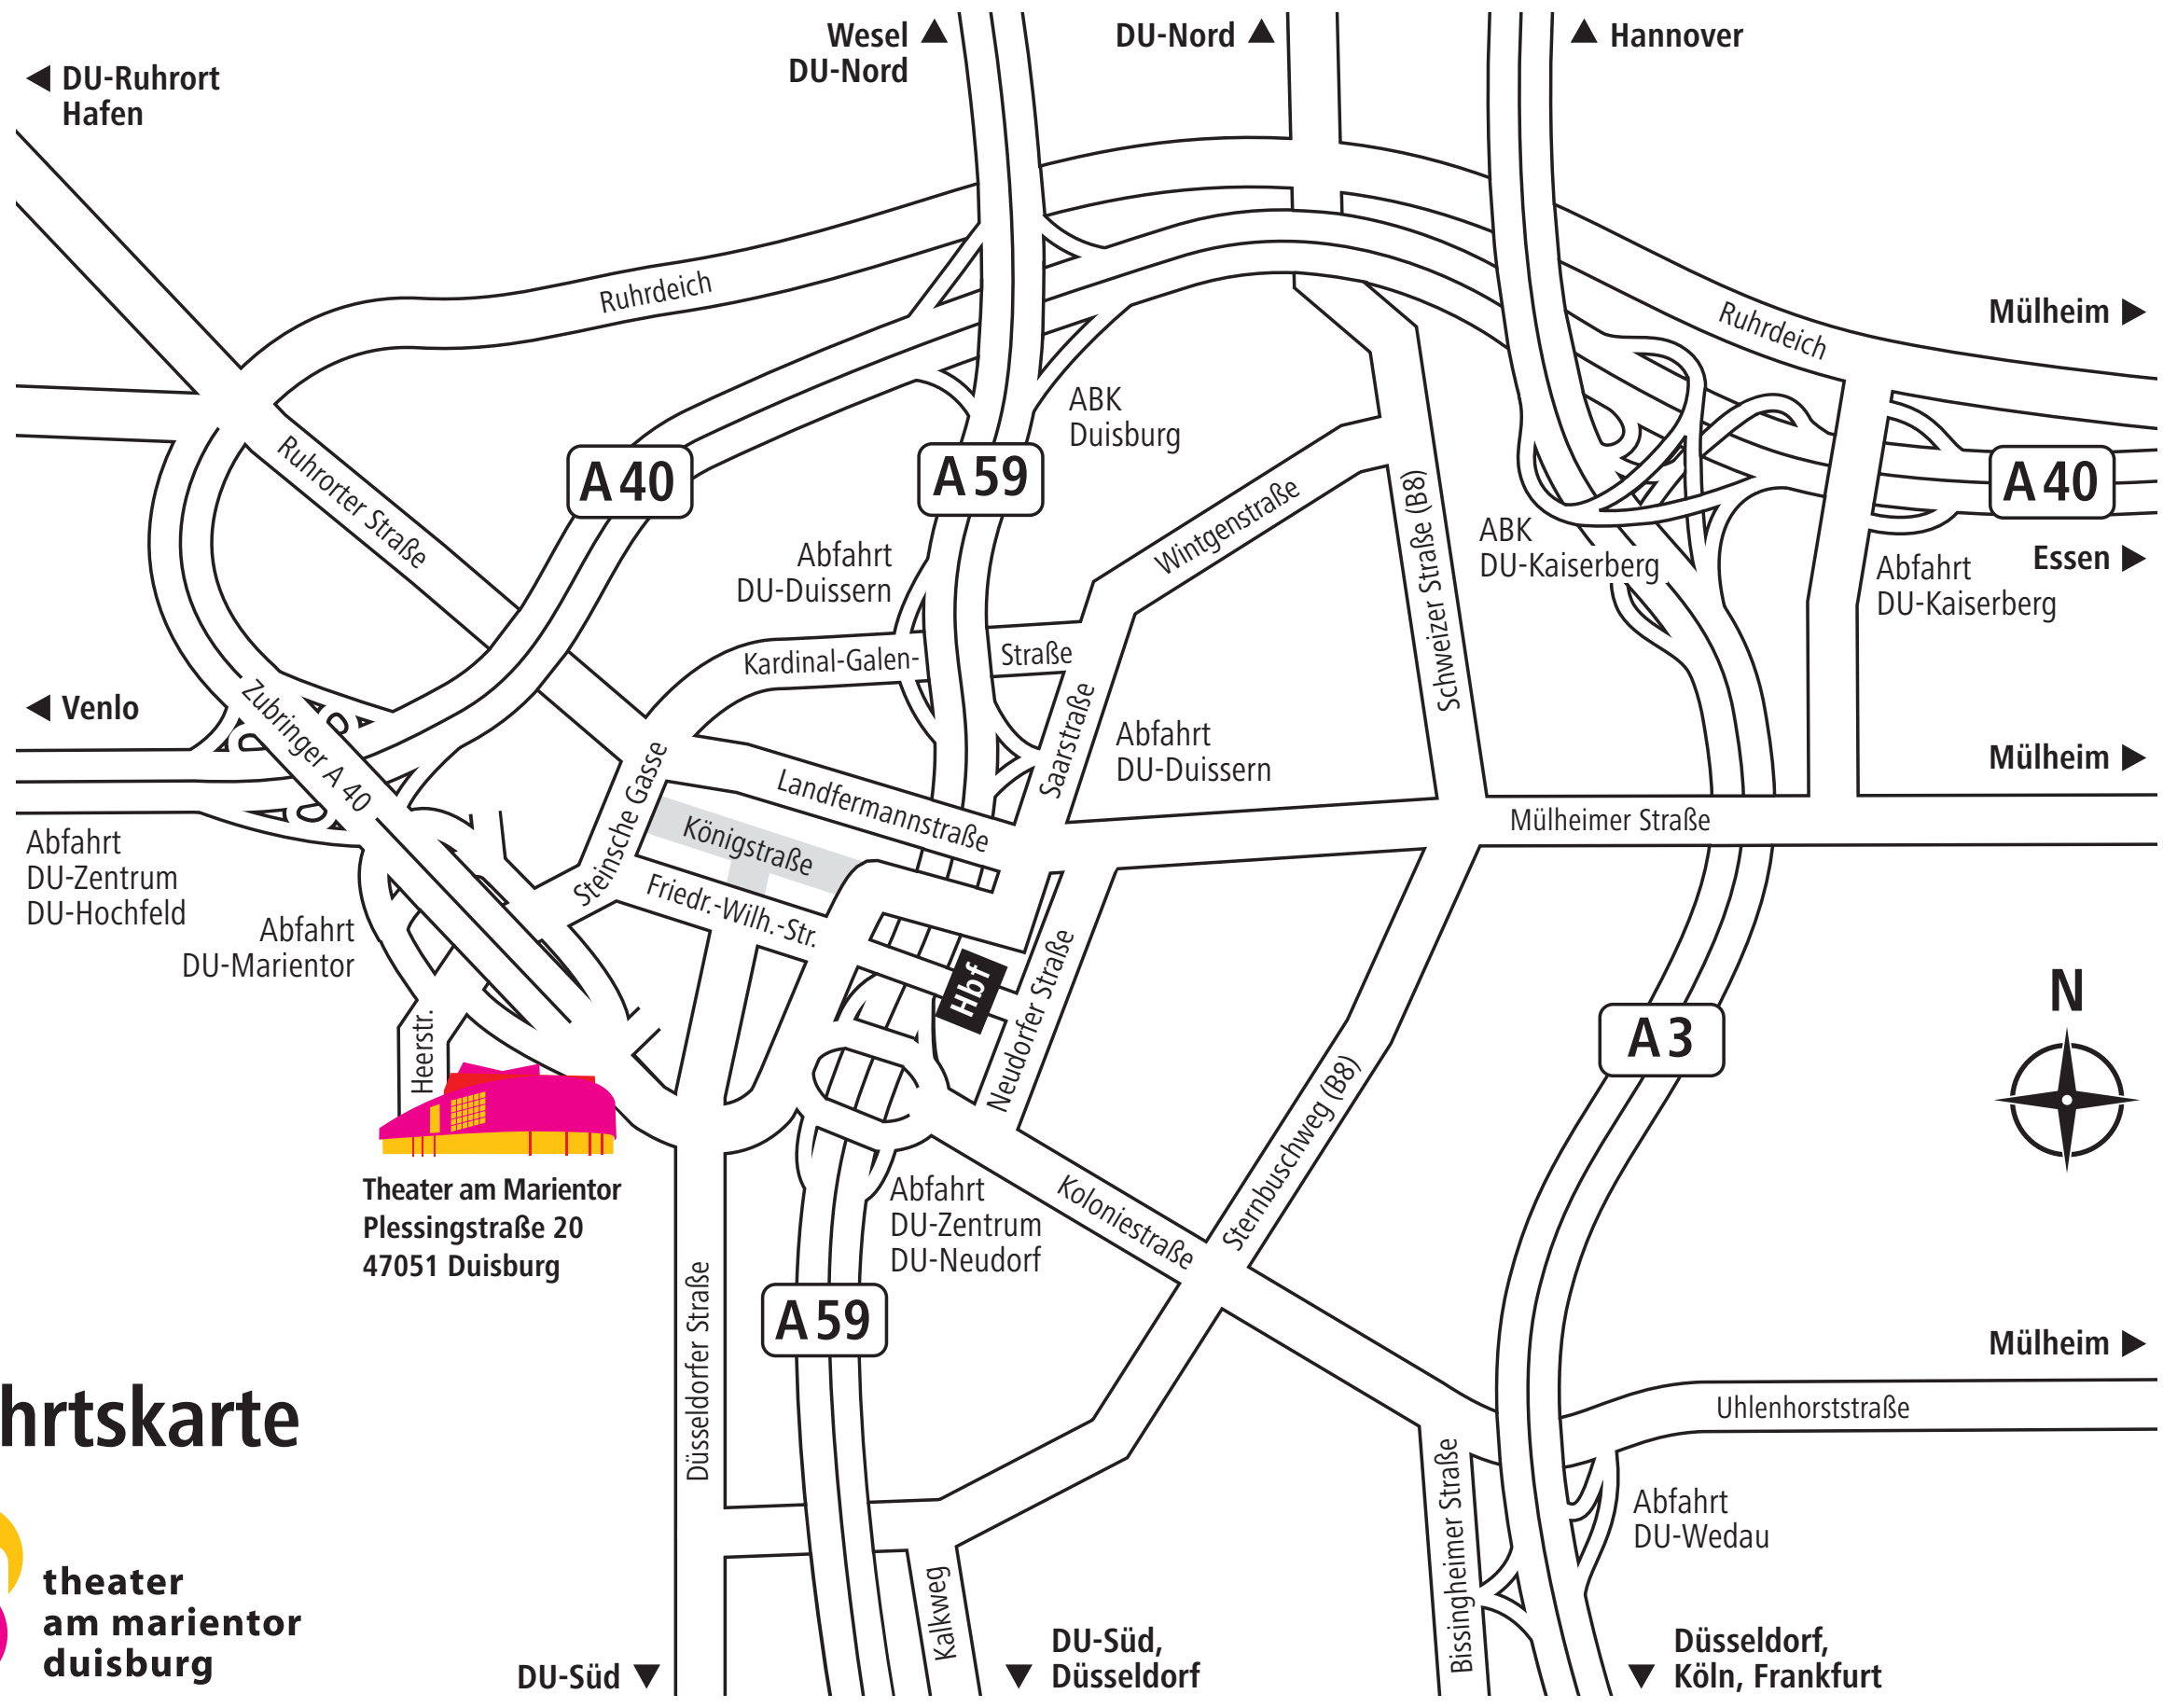 Wesel
DU-Nord
DU-Nord
Hannover
DU-Ruhrort
Hafen
Ruhrdeich
Ruhrdeich
Mülheim
ABK
Duisburg
A 40
A 59
A 40
Ruhrorter Straße
Wintgenstraße
Schweizer Straße (B8)
ABK
DU-Kaiserberg
Essen
Abfahrt
DU-Kaiserberg
Abfahrt
DU-Duissern
Kardinal-Galen-
Straße
Venlo
Zubringer A 40
Saarstraße
Abfahrt
DU-Duissern
Mülheim
Steinsche Gasse
Landfermannstraße
Königstraße
Friedr.-Wilh.-Str.
Mülheimer Straße
Abfahrt
DU-Zentrum
DU-Hochfeld
Abfahrt
DU-Marientor
Hbf
Neudorfer Straße
N
Heerstr.
A 3
Sternbuschweg (B8)
Theater am Marientor
Plessingstraße 20
47051 Duisburg
Abfahrt
DU-Zentrum
DU-Neudorf
Koloniestraße
Düsseldorfer Straße
A 59
Mülheim
Uhlenhorststraße
hrtskarte
Bissingheimer Straße
Abfahrt
DU-Wedau
theater
am marientor
duisburg
Kalkweg
DU-Süd
DU-Süd,
Düsseldorf
Düsseldorf,
Köln, Frankfurt